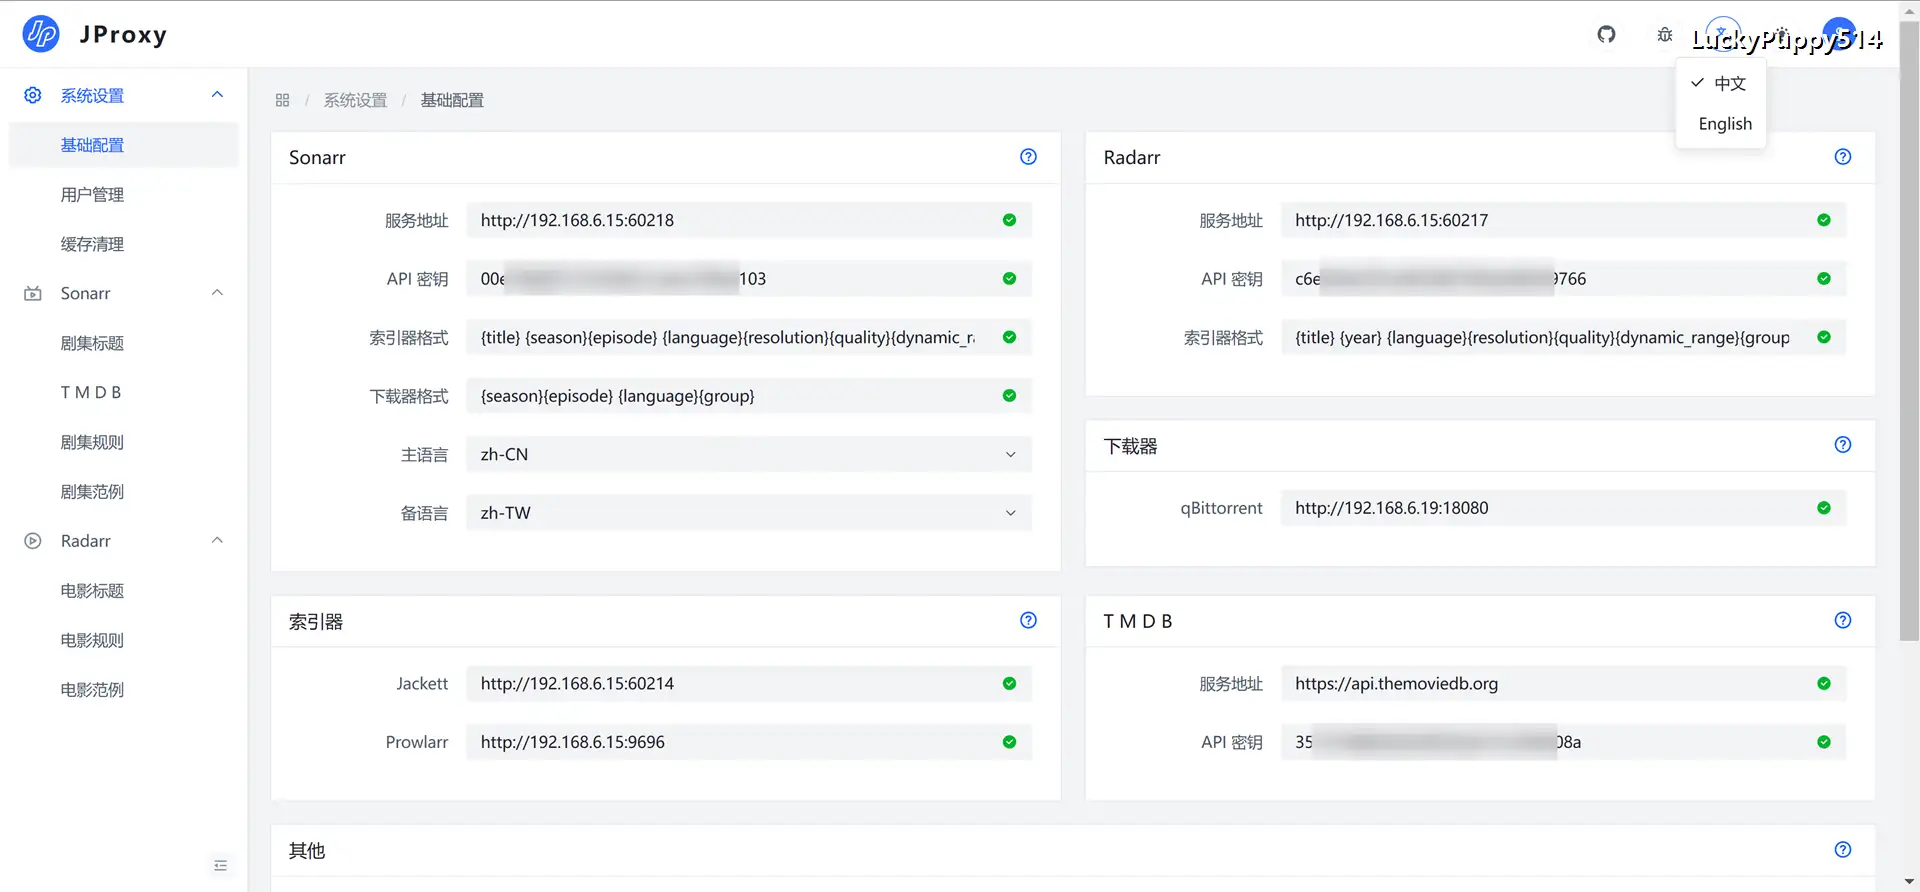 JProxy
LuckyPuppy514
中文
English
系统设置
基础配置
用户管理
缓存清理
Sonarr
剧集标题
T M D B
剧集规则
剧集范例
Radarr
电影标题
电影规则
电影范例
系统设置 / 基础配置
Sonarr
服务地址 http://192.168.6.15:60218
API 密钥 00e 103
索引器格式 {title} {season}{episode} {language}{resolution}{quality}{dynamic_r
下载器格式 {season}{episode} {language}{group}
主语言 zh-CN
备语言 zh-TW
Radarr
服务地址 http://192.168.6.15:60217
API 密钥 c6e 9766
索引器格式 {title} {year} {language}{resolution}{quality}{dynamic_range}{group
下载器
qBittorrent http://192.168.6.19:18080
索引器
Jackett http://192.168.6.15:60214
Prowlarr http://192.168.6.15:9696
T M D B
服务地址 https://api.themoviedb.org
API 密钥 35 08a
其他